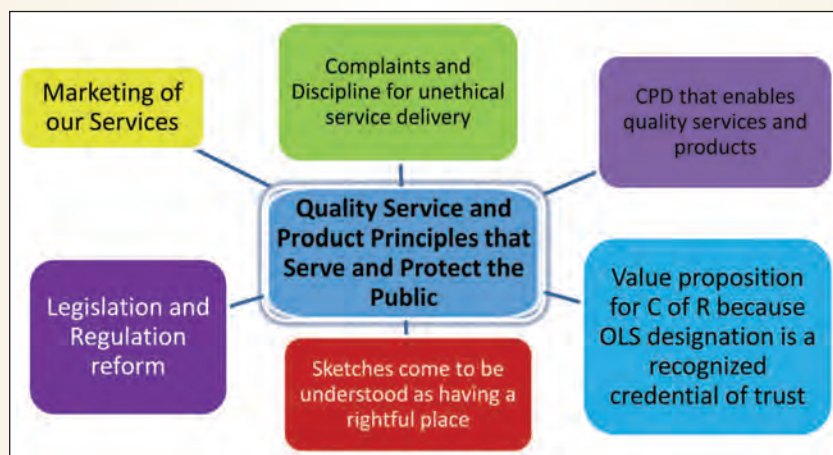 Marketing of
our Services
Complaints and
Discipline for unethical
service delivery
CPD that enables
quality services and
products
Quality Service and
Product Principles that
Serve and Protect the
Public
Legislation and
Regulation
reform
Sketches come to be
understood as having a
rightful place
Value proposition
for C of R because
OLS designation is a
recognized
credential of trust